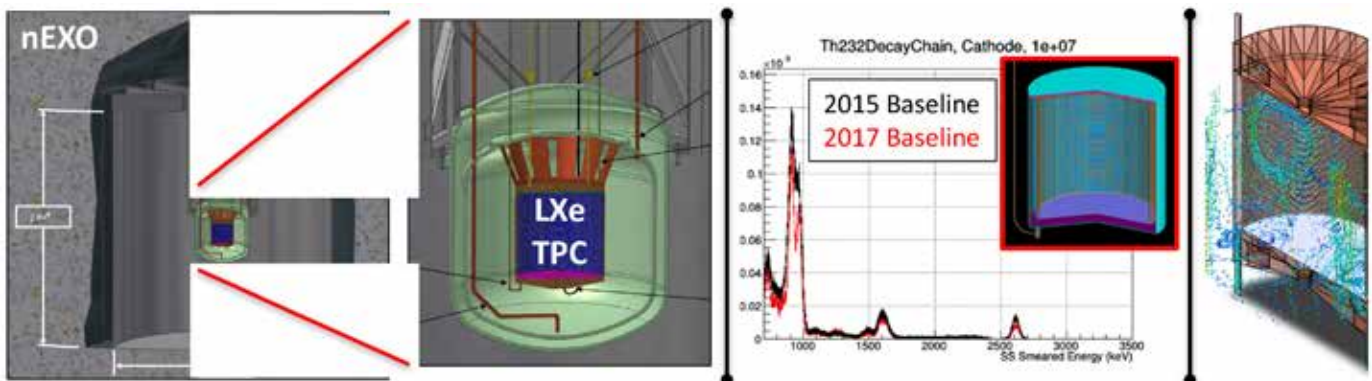 nEXO
LXe
TPC
Th232DecayChain, Cathode, 1e+07
×10⁻³
0.16
0.14
0.12
0.1
0.08
0.06
0.04
0.02
0
1000
1500
2000
2500
3000
3500
SS Smeared Energy (keV)
2015 Baseline
2017 Baseline